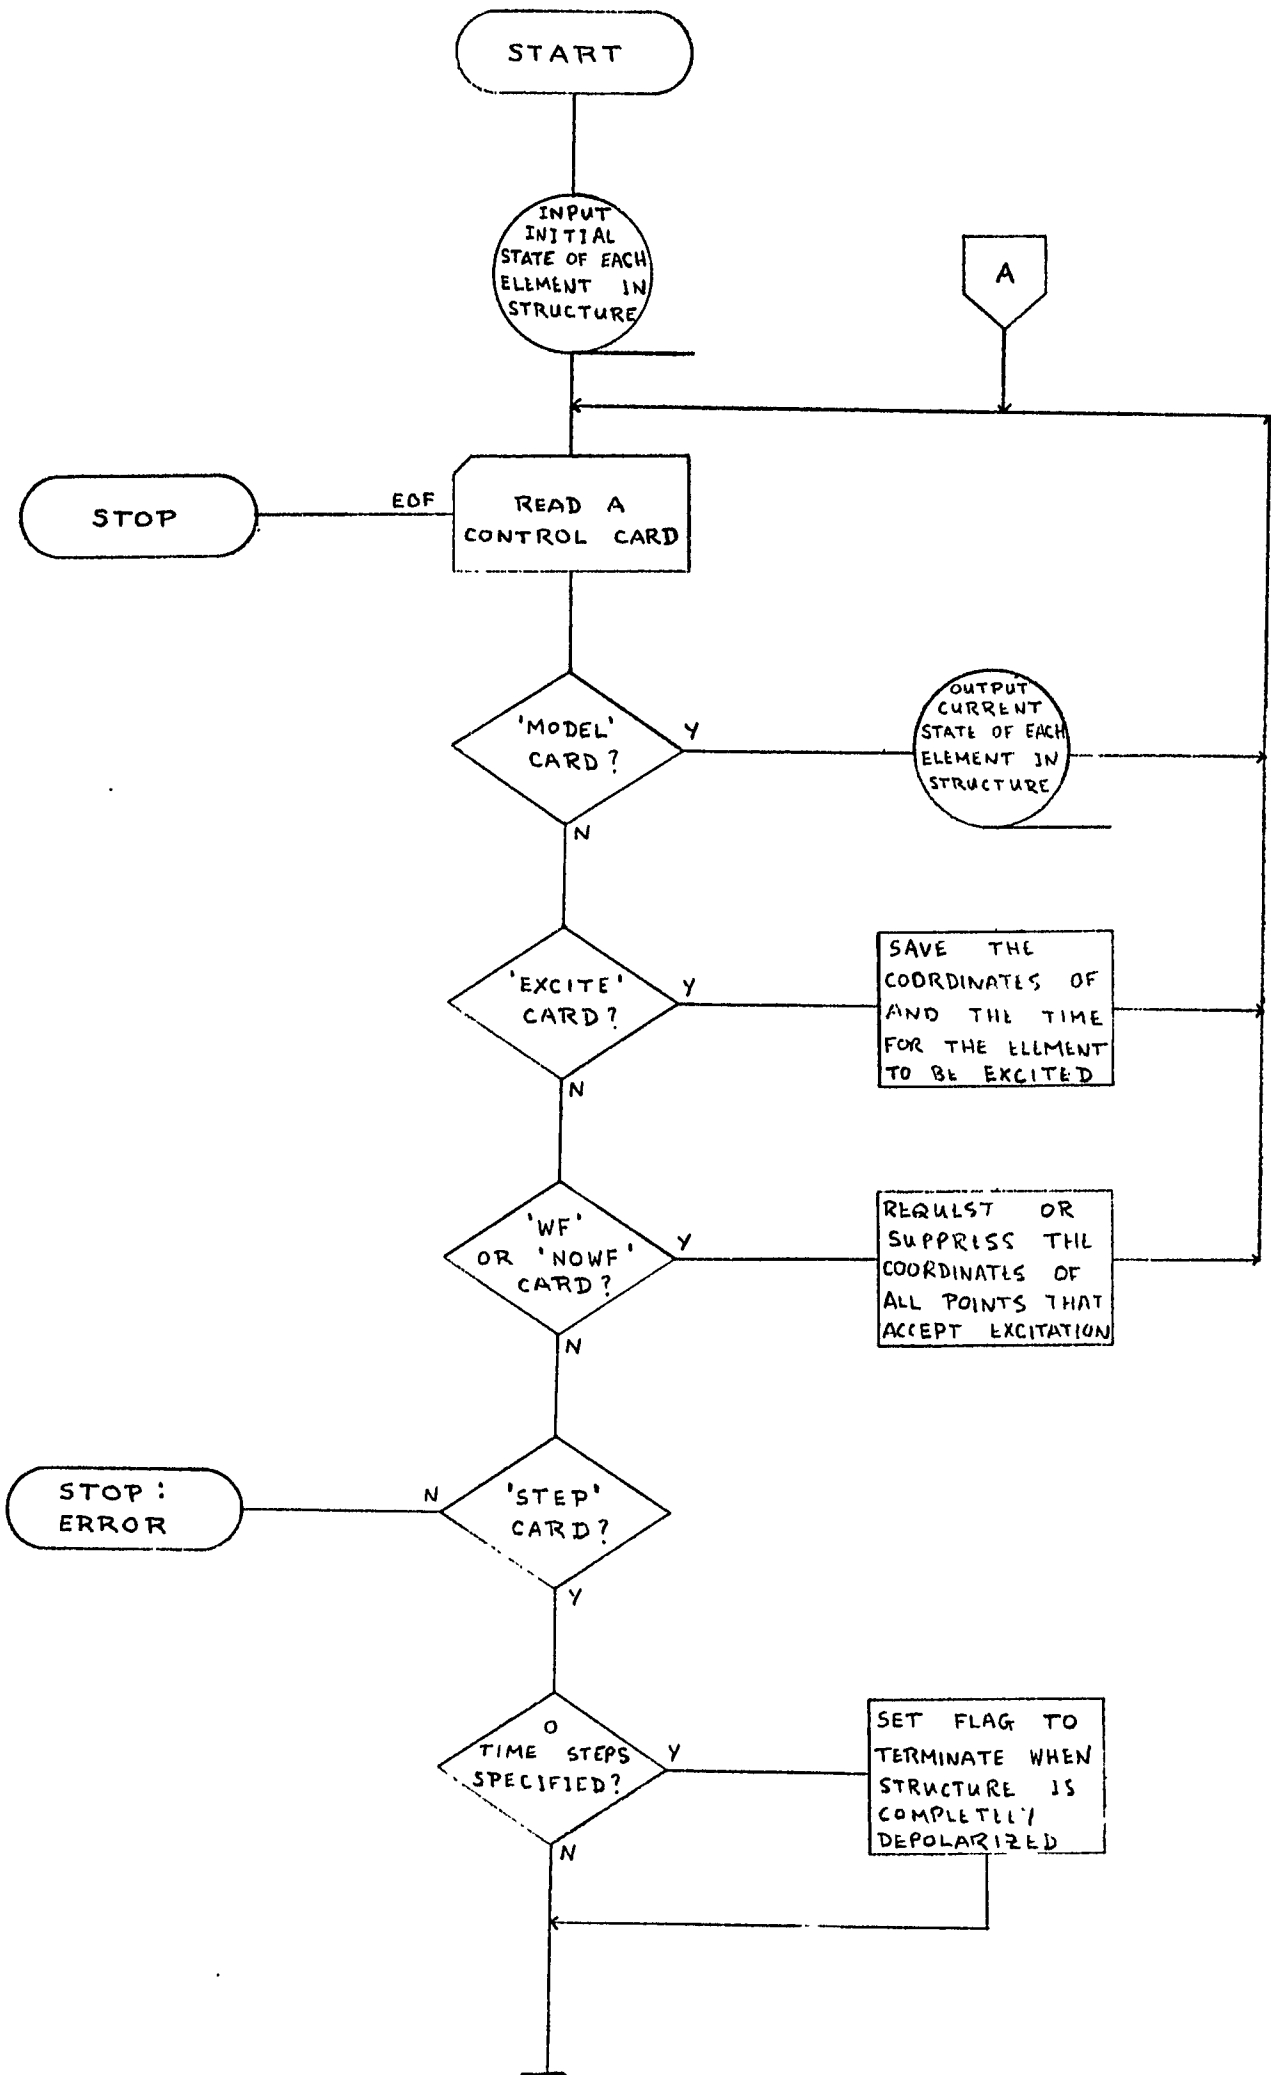 START
INPUT
INITIAL
STATE OF EACH
ELEMENT IN
STRUCTURE
A
STOP
EOF
READ A
CONTROL CARD
'MODEL'
CARD?
Y
N
OUTPUT
CURRENT
STATE OF EACH
ELEMENT IN
STRUCTURE
'EXCITE'
CARD?
Y
N
SAVE THE
COORDINATES OF
AND THE TIME
FOR THE ELEMENT
TO BE EXCITED
'WF'
OR 'NOWF'
CARD?
Y
N
REQUEST OR
SUPPRESS THE
COORDINATES OF
ALL POINTS THAT
ACCEPT EXCITATION
STOP:
ERROR
N
'STEP'
CARD?
Y
0
TIME STEPS
SPECIFIED?
Y
N
SET FLAG TO
TERMINATE WHEN
STRUCTURE IS
COMPLETELY
DEPOLARIZED